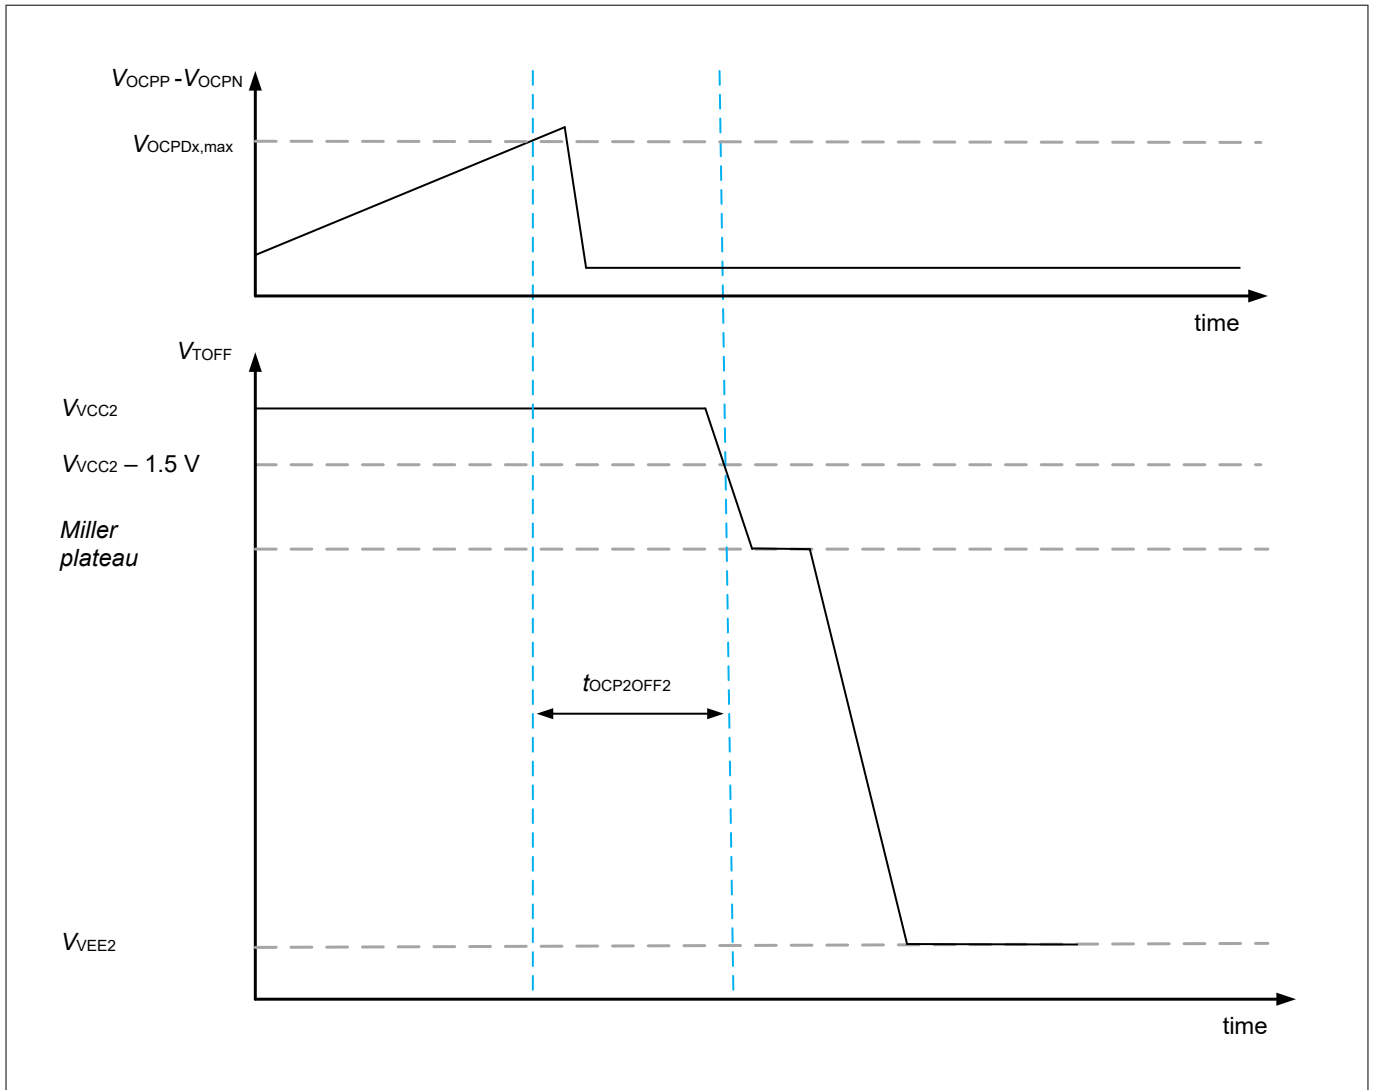 VOCPP -VOCPN
VOCPDx,max
time
VTOFF
VVCC2
VVCC2 – 1.5 V
Miller
plateau
tOCP2OFF2
VVEE2
time